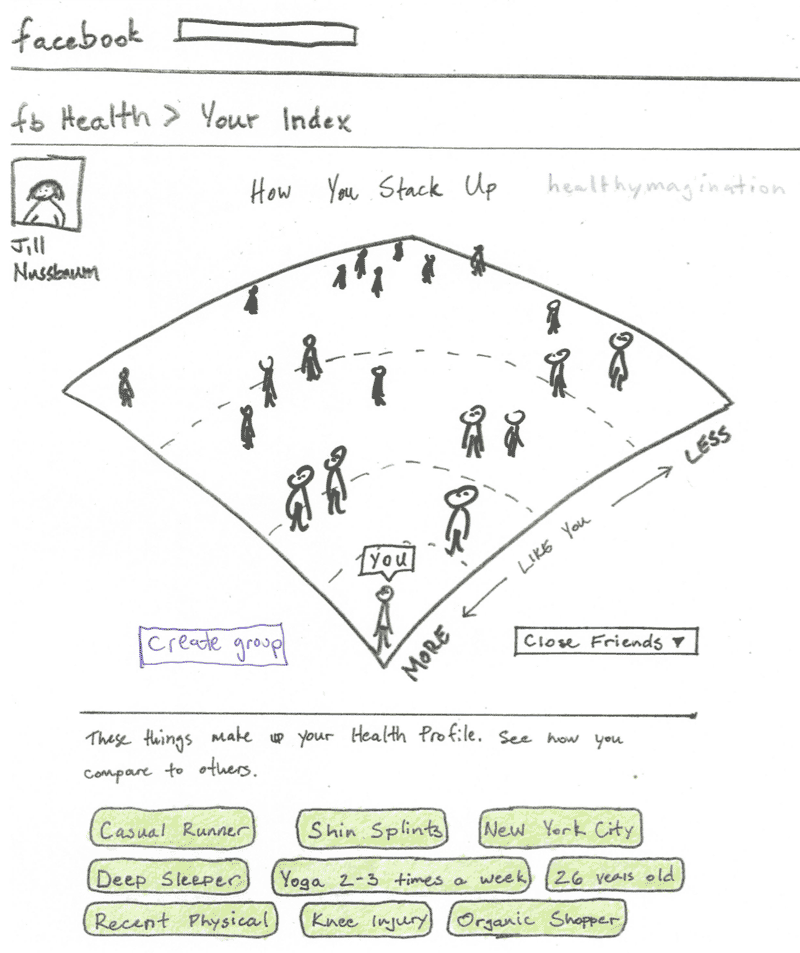 facebook
fb Health > Your Index
Jill
Nussbaum
How You Stack Up
healthymagination
YOU
LESS
LIKE YOU
MORE
Create group
Close Friends ▼
These things make up your Health Profile. See how you
compare to others.
Casual Runner
Shin Splints
New York City
Deep Sleeper
Yoga 2-3 times a week
26 years old
Recent Physical
Knee Injury
Organic Shopper